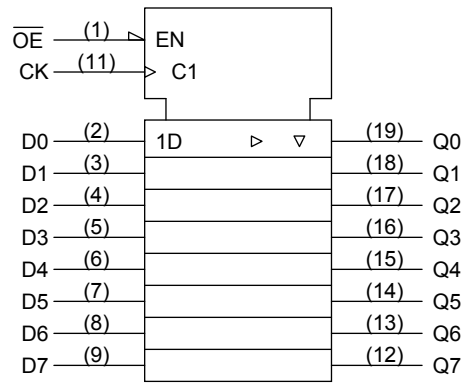 OE (1) EN
CK (11) C1
D0 (2) 1D (19) Q0
D1 (3) (18) Q1
D2 (4) (17) Q2
D3 (5) (16) Q3
D4 (6) (15) Q4
D5 (7) (14) Q5
D6 (8) (13) Q6
D7 (9) (12) Q7